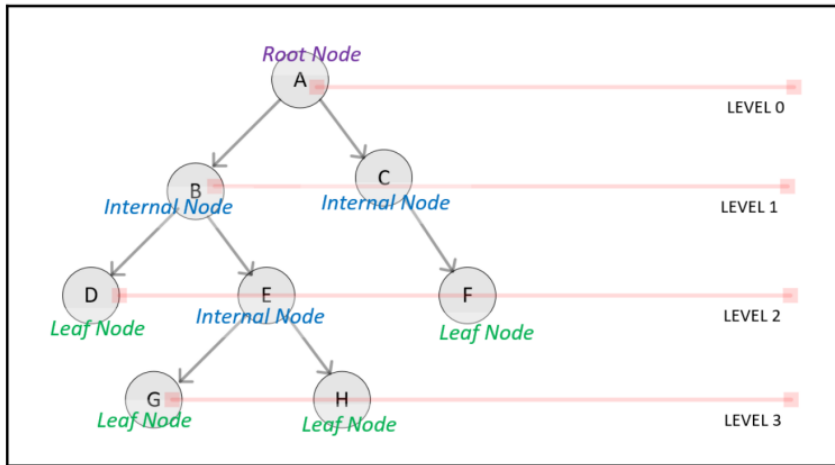 Root Node
A
LEVEL 0
B
C
Internal Node
Internal Node
LEVEL 1
D
E
F
Leaf Node
Internal Node
Leaf Node
LEVEL 2
G
H
Leaf Node
Leaf Node
LEVEL 3